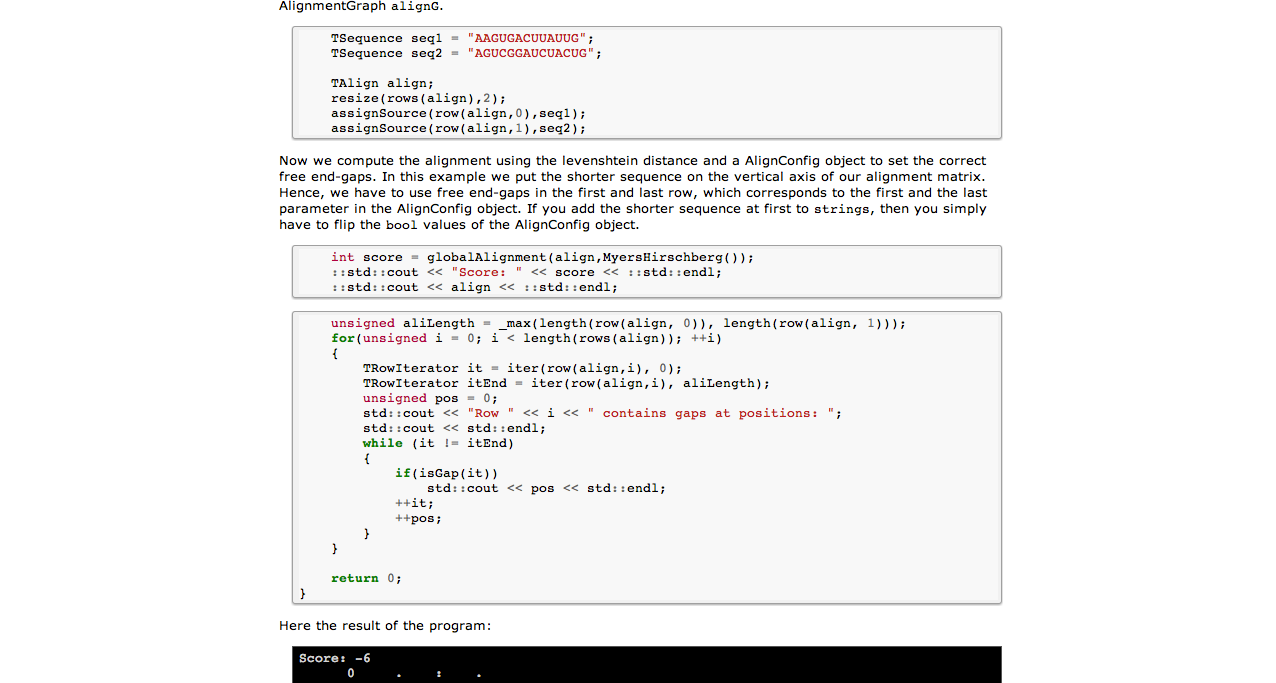 AlignmentGraph alignG.
TSequence seq1 = "AAGUGACUUAUUG";
TSequence seq2 = "AGUCGGAUCUACUG";
TAlign align;
resize(rows(align),2);
assignSource(row(align,0),seq1);
assignSource(row(align,1),seq2);
Now we compute the alignment using the levenshtein distance and a AlignConfig object to set the correct
free end-gaps. In this example we put the shorter sequence on the vertical axis of our alignment matrix.
Hence, we have to use free end-gaps in the first and last row, which corresponds to the first and the last
parameter in the AlignConfig object. If you add the shorter sequence at first to strings, then you simply
have to flip the bool values of the AlignConfig object.
int score = globalAlignment(align,MyersHirschberg());
::std::cout << "Score: " << score << ::std::endl;
::std::cout << align << ::std::endl;
unsigned aliLength = _max(length(row(align, 0)), length(row(align, 1)));
for(unsigned i = 0; i < length(rows(align)); ++i)
{
TRowIterator it = iter(row(align,i), 0);
TRowIterator itEnd = iter(row(align,i), aliLength);
unsigned pos = 0;
std::cout << "Row " << i << " contains gaps at positions: ";
std::cout << std::endl;
while (it != itEnd)
{
if(isGap(it))
std::cout << pos << std::endl;
++it;
++pos;
}
}
return 0;
}
Here the result of the program:
Score: -6
0 . : .